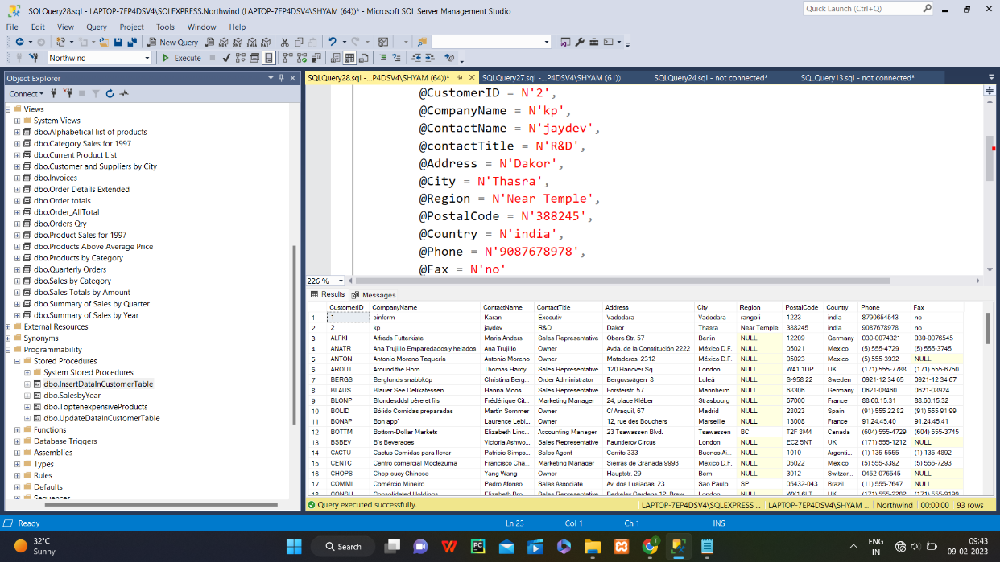 SQLQuery28.sql - LAPTOP-7EP4DSV4\SQLEXPRESS.Northwind (LAPTOP-7EP4DSV4\SHYAM (64))* - Microsoft SQL Server Management Studio
Quick Launch (Ctrl+Q)
File Edit View Query Project Tools Window Help
New Query
Northwind Execute
Object Explorer
Connect
Views
System Views
dbo.Alphabetical list of products
dbo.Category Sales for 1997
dbo.Current Product List
dbo.Customer and Suppliers by City
dbo.Invoices
dbo.Order Details Extended
dbo.Order totals
dbo.Order_AllTotal
dbo.Orders Qry
dbo.Product Sales for 1997
dbo.Products Above Average Price
dbo.Products by Category
dbo.Quarterly Orders
dbo.Sales by Category
dbo.Sales Totals by Amount
dbo.Summary of Sales by Quarter
dbo.Summary of Sales by Year
External Resources
Synonyms
Programmability
Stored Procedures
System Stored Procedures
dbo.InsertDataInCustomerTable
dbo.SalesbyYear
dbo.ToptenexpensiveProducts
dbo.UpdateDataInCustomerTable
Functions
Database Triggers
Assemblies
Types
Rules
Defaults
Sequences
SQLQuery28.sql -...P4DSV4\SHYAM (64))* SQLQuery27.sql -...P4DSV4\SHYAM (61)) SQLQuery24.sql - not connected* SQLQuery13.sql - not connected*
@CustomerID = N'2',
@CompanyName = N'kp',
@ContactName = N'jaydev',
@contactTitle = N'R&D',
@Address = N'Dakor',
@City = N'Thasra',
@Region = N'Near Temple',
@PostalCode = N'388245',
@Country = N'india',
@Phone = N'9087678978',
@Fax = N'no'
226 %
Results Messages
CustomerID CompanyName ContactName ContactTitle Address City Region PostalCode Country Phone Fax
1 1 sinform Karan Executiv Vadodara Vadodara rangoli 1223 india 8790654543 no
2 2 kp jaydev R&D Dakor Thasra Near Temple 388245 india 9087678978 no
3 ALFKI Alfreds Futterkiste Maria Anders Sales Representative Obere Str. 57 Berlin NULL 12209 Germany 030-0074321 030-0076545
4 ANATR Ana Trujillo Emparedados y helados Ana Trujillo Owner Avda. de la Constitución 2222 México D.F. NULL 05021 Mexico (5) 555-4729 (5) 555-3745
5 ANTON Antonio Moreno Taquería Antonio Moreno Owner Mataderos 2312 México D.F. NULL 05023 Mexico (5) 555-3932 NULL
6 AROUT Around the Horn Thomas Hardy Sales Representative 120 Hanover Sq. London NULL WA1 1DP UK (171) 555-7788 (171) 555-6750
7 BERGS Berglunds snabbköp Christina Berg... Order Administrator Berguvsvägen 8 Luleå NULL S-958 22 Sweden 0921-12 34 65 0921-12 34 67
8 BLAUS Blauer See Delikatessen Hanna Moos Sales Representative Forsterstr. 57 Mannheim NULL 68306 Germany 0621-08460 0621-08924
9 BLONP Blondesddsl père et fils Frédérique Cit... Marketing Manager 24, place Kléber Strasbourg NULL 67000 France 88.60.15.31 88.60.15.32
10 BOLID Bólido Comidas preparadas Martín Sommer Owner C/ Araquil, 67 Madrid NULL 28023 Spain (91) 555 22 82 (91) 555 91 99
11 BONAP Bon app' Laurence Lebi... Owner 12, rue des Bouchers Marseille NULL 13008 France 91.24.45.40 91.24.45.41
12 BOTTM Bottom-Dollar Markets Elizabeth Linc... Accounting Manager 23 Tsawassen Blvd. Tsawassen BC T2F 8M4 Canada (604) 555-4729 (604) 555-3745
13 BSBEV B's Beverages Victoria Ashwo... Sales Representative Fauntleroy Circus London NULL EC2 5NT UK (171) 555-1212 NULL
14 CACTU Cactus Comidas para llevar Patricio Simps... Sales Agent Cerrito 333 Buenos Ai... NULL 1010 Argenti... (1) 135-5555 (1) 135-4892
15 CENTC Centro comercial Moctezuma Francisco Cha... Marketing Manager Sierras de Granada 9993 México D.F. NULL 05022 Mexico (5) 555-3392 (5) 555-7293
16 CHOPS Chop-suey Chinese Yang Wang Owner Hauptstr. 29 Bern NULL 3012 Switzer... 0452-076545 NULL
17 COMMI Comércio Mineiro Pedro Afonso Sales Associate Av. dos Lusíadas, 23 Sao Paulo SP 05432-043 Brazil (11) 555-7647 NULL
18 CONSH Consolidated Holdings Elizabeth Bro... Sales Representative Berkeley Gardens 12 Brew... London NULL WX1 6LT UK (171) 555-2282 (171) 555-9199
Query executed successfully. LAPTOP-7EP4DSV4\SQLEXPRESS ... LAPTOP-7EP4DSV4\SHYAM ... Northwind 00:00:00 93 rows
Ready Ln 23 Col 1 Ch 1 INS
32°C
Sunny
Search
ENG
IN
09:43
09-02-2023